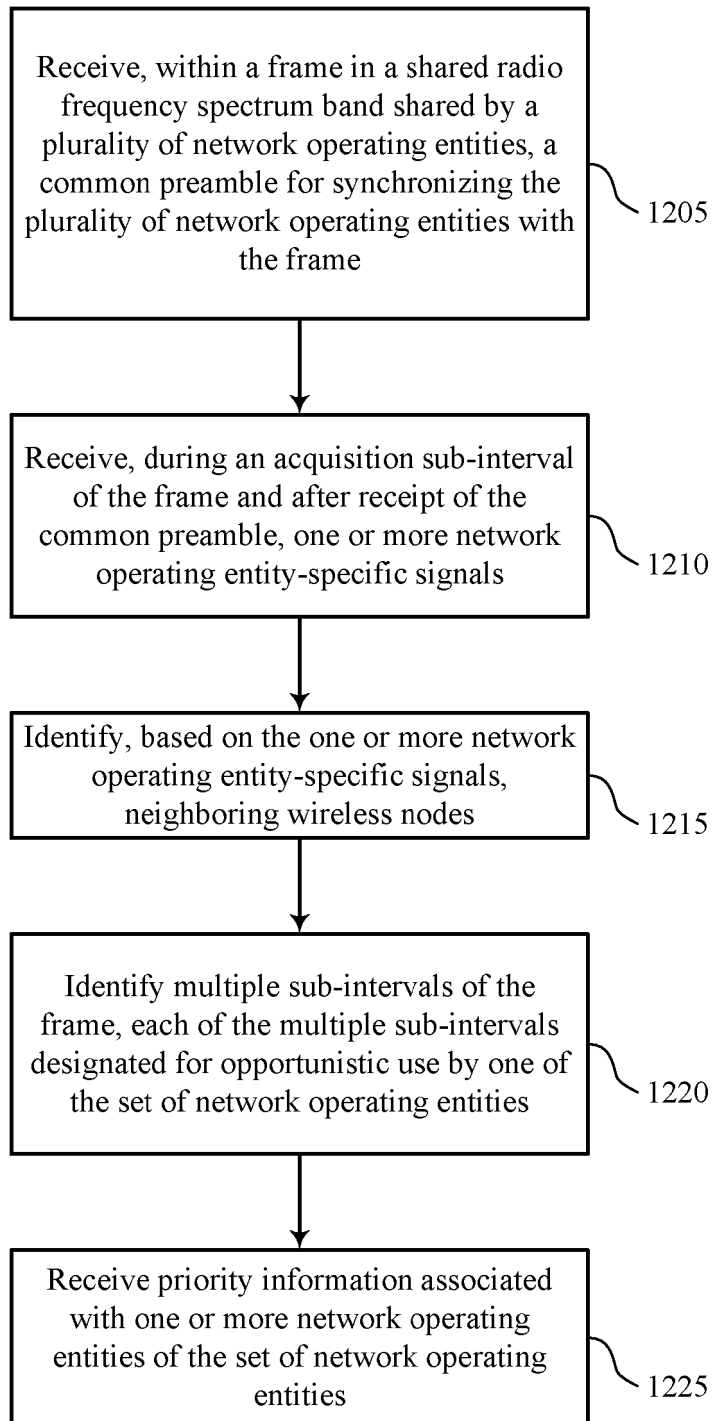 Receive, within a frame in a shared radio
frequency spectrum band shared by a
plurality of network operating entities, a
common preamble for synchronizing the
plurality of network operating entities with
the frame
1205
Receive, during an acquisition sub-interval
of the frame and after receipt of the
common preamble, one or more network
operating entity-specific signals
1210
Identify, based on the one or more network
operating entity-specific signals,
neighboring wireless nodes
1215
Identify multiple sub-intervals of the
frame, each of the multiple sub-intervals
designated for opportunistic use by one of
the set of network operating entities
1220
Receive priority information associated
with one or more network operating
entities of the set of network operating
entities
1225